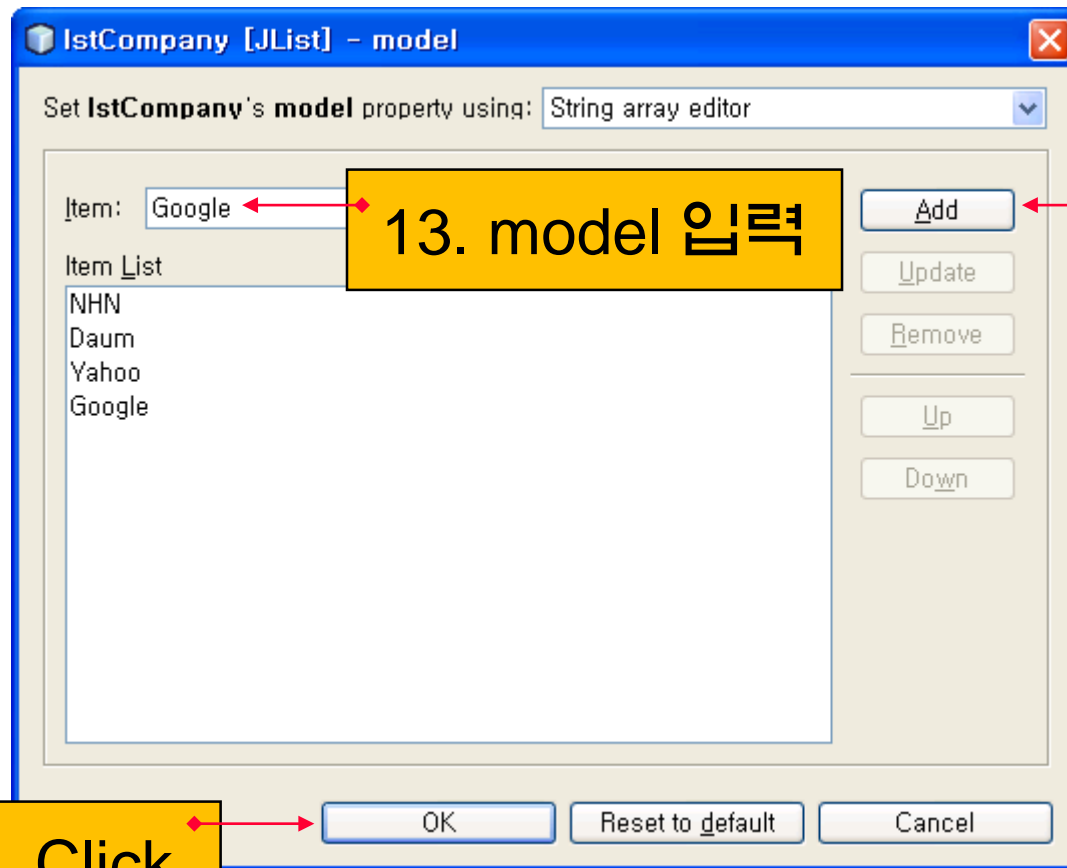 lstCompany [JList] - model
Set lstCompany's model property using: String array editor
Item: Google
13. model 입력
Add
Item List
Update
NHN
Daum
Remove
Yahoo
Google
Up
Down
OK
Reset to default
Cancel
Click